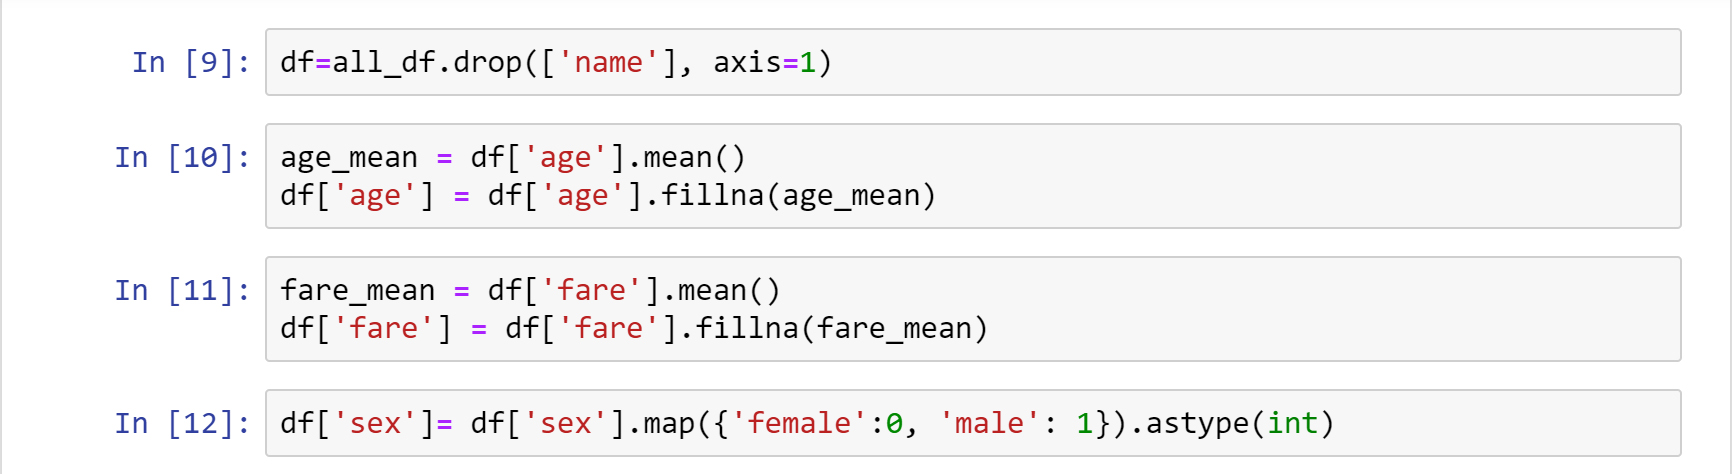 In [9]: df=all_df.drop(['name'], axis=1)
In [10]: age_mean = df['age'].mean()
df['age'] = df['age'].fillna(age_mean)
In [11]: fare_mean = df['fare'].mean()
df['fare'] = df['fare'].fillna(fare_mean)
In [12]: df['sex']= df['sex'].map({'female':0, 'male': 1}).astype(int)